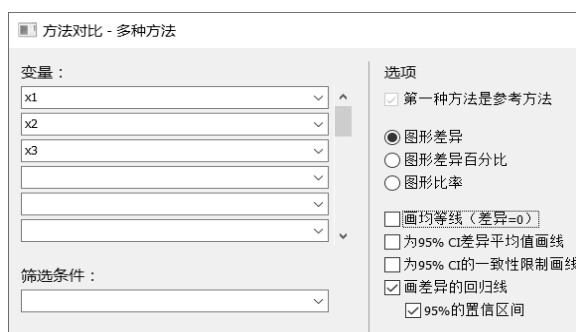 方法对比 - 多种方法
变量：
x1
x2
x3
筛选条件：
选项
第一种方法是参考方法
图形差异
图形差异百分比
图形比率
画均等线（差异=0）
为95% CI差异平均值画线
为95% CI的一致性限制画线
画差异的回归线
95%的置信区间